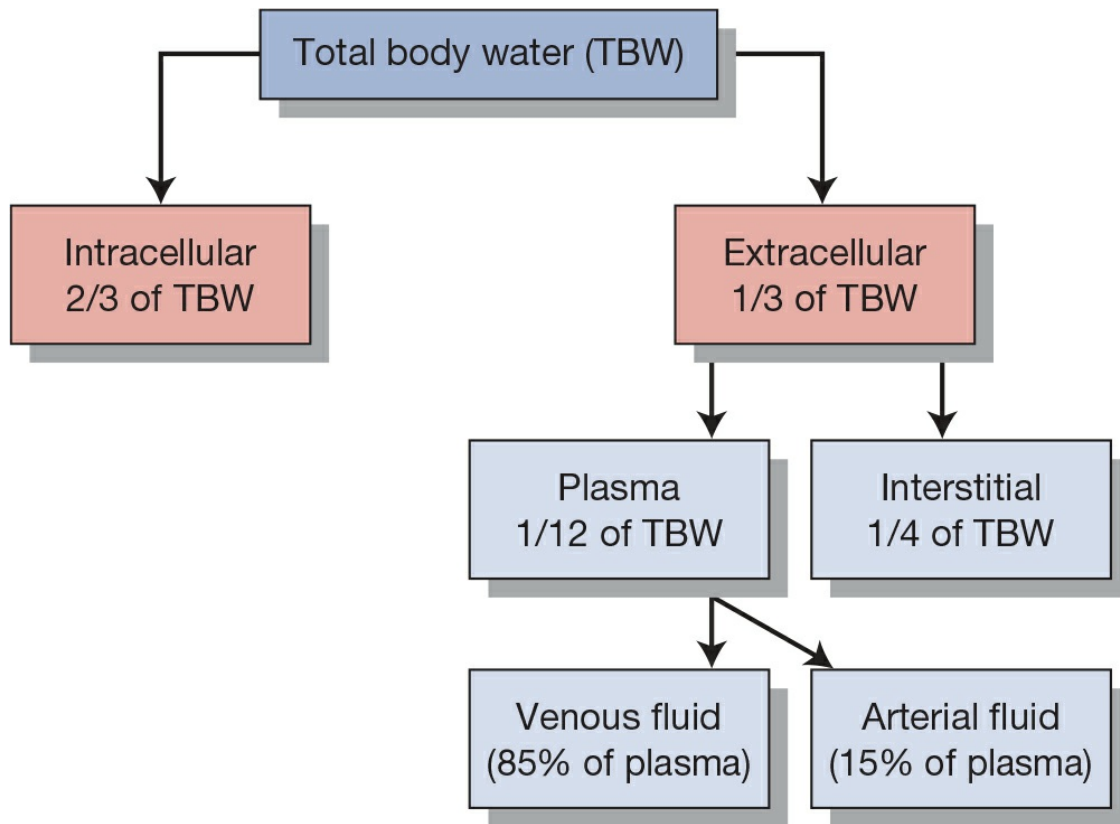 Total body water (TBW)
Intracellular
2/3 of TBW
Extracellular
1/3 of TBW
Plasma
1/12 of TBW
Interstitial
1/4 of TBW
Venous fluid
(85% of plasma)
Arterial fluid
(15% of plasma)